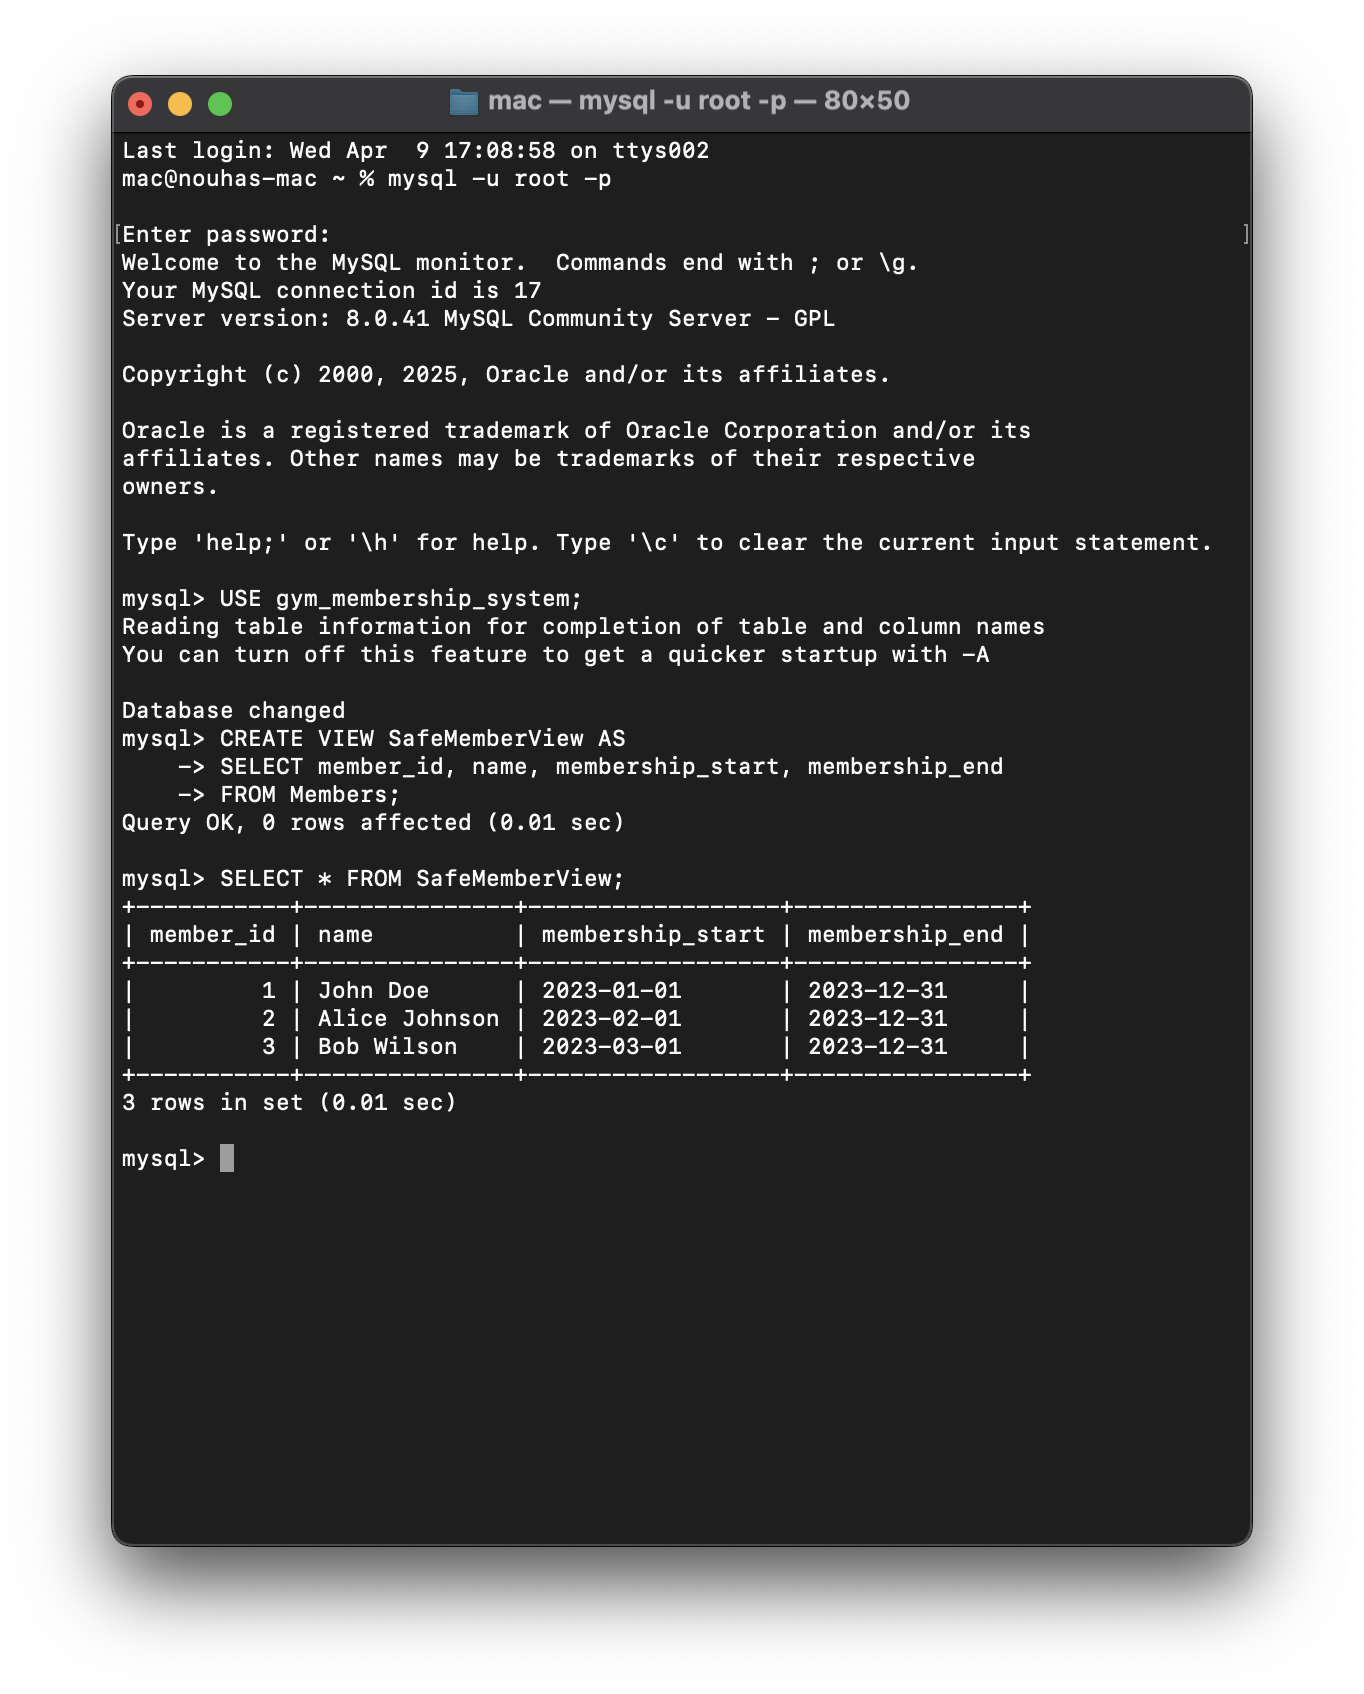 mac — mysql -u root -p — 80×50
Last login: Wed Apr  9 17:08:58 on ttys002
mac@nouhas-mac ~ % mysql -u root -p
[Enter password: ]
Welcome to the MySQL monitor.  Commands end with ; or \g.
Your MySQL connection id is 17
Server version: 8.0.41 MySQL Community Server - GPL
Copyright (c) 2000, 2025, Oracle and/or its affiliates.
Oracle is a registered trademark of Oracle Corporation and/or its
affiliates. Other names may be trademarks of their respective
owners.
Type 'help;' or '\h' for help. Type '\c' to clear the current input statement.
mysql> USE gym_membership_system;
Reading table information for completion of table and column names
You can turn off this feature to get a quicker startup with -A
Database changed
mysql> CREATE VIEW SafeMemberView AS
    -> SELECT member_id, name, membership_start, membership_end
    -> FROM Members;
Query OK, 0 rows affected (0.01 sec)
mysql> SELECT * FROM SafeMemberView;
+-----------+---------------+------------------+----------------+
| member_id | name          | membership_start | membership_end |
+-----------+---------------+------------------+----------------+
|         1 | John Doe      | 2023-01-01       | 2023-12-31     |
|         2 | Alice Johnson | 2023-02-01       | 2023-12-31     |
|         3 | Bob Wilson    | 2023-03-01       | 2023-12-31     |
+-----------+---------------+------------------+----------------+
3 rows in set (0.01 sec)
mysql>